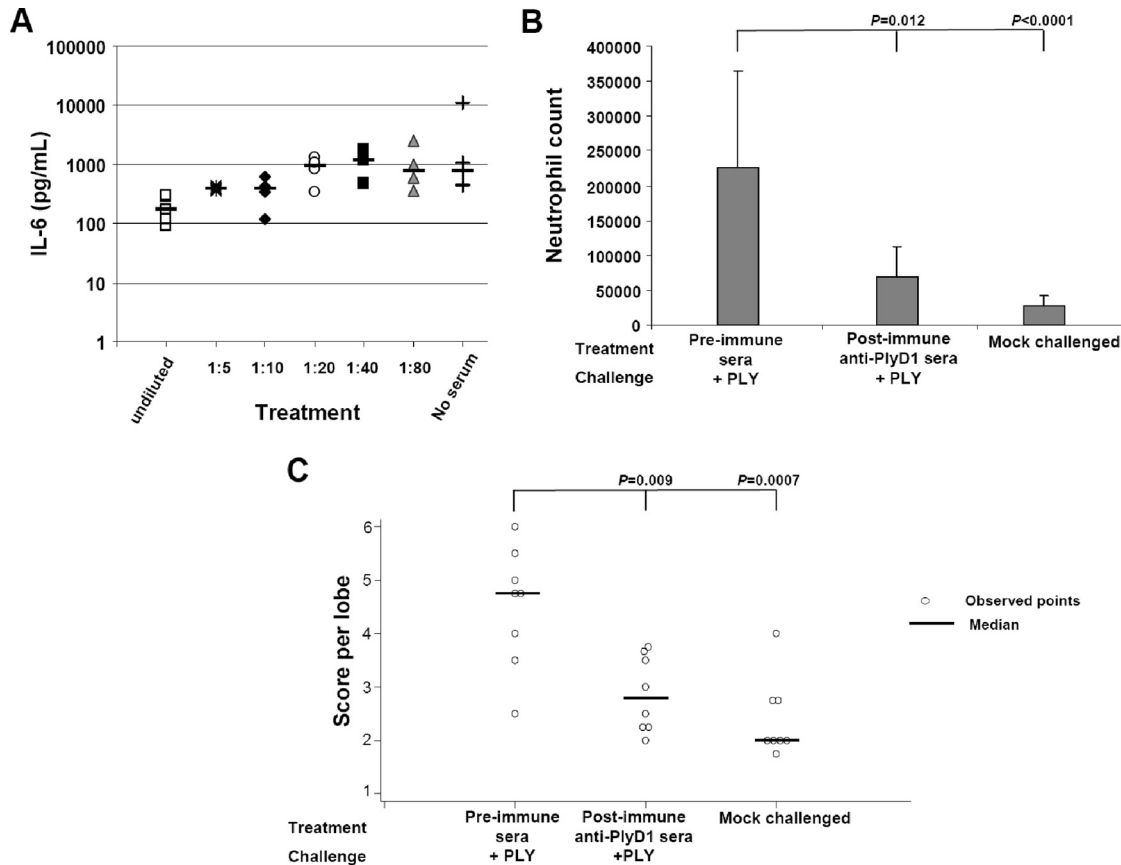 A
100000
10000
1000
100
10
1
IL-6 (pg/mL)
undiluted
1:5
1:10
1:20
1:40
1:80
No serum
Treatment
B
P=0.012
P<0.0001
400000
350000
300000
250000
200000
150000
100000
50000
0
Neutrophil count
Treatment
Challenge
Pre-immune
sera
+ PLY
Post-immune
anti-PlyD1 sera
+ PLY
Mock challenged
C
P=0.009
P=0.0007
6
5
4
3
2
1
Score per lobe
Observed points
Median
Treatment
Challenge
Pre-immune
sera
+ PLY
Post-immune
anti-PlyD1 sera
+PLY
Mock challenged